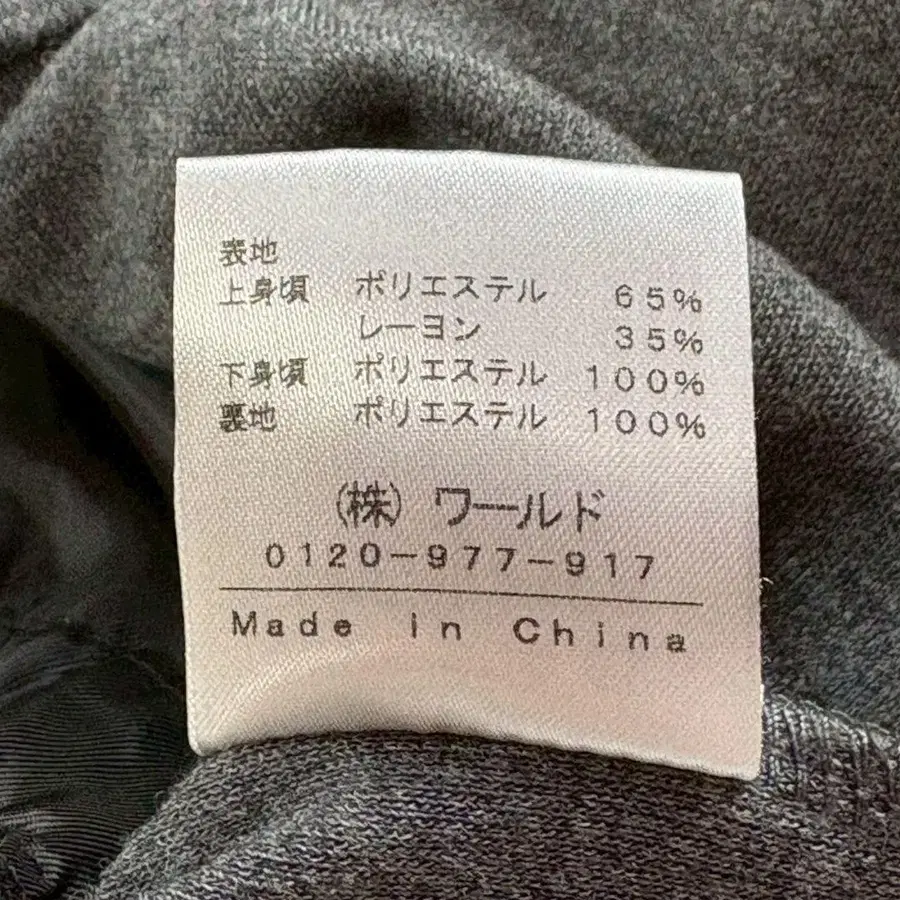 表地
上身頃 ポリエステル 65%
レーヨン 35%
下身頃 ポリエステル 100%
裏地 ポリエステル 100%
(株) ワールド
0120-977-917
Made in China